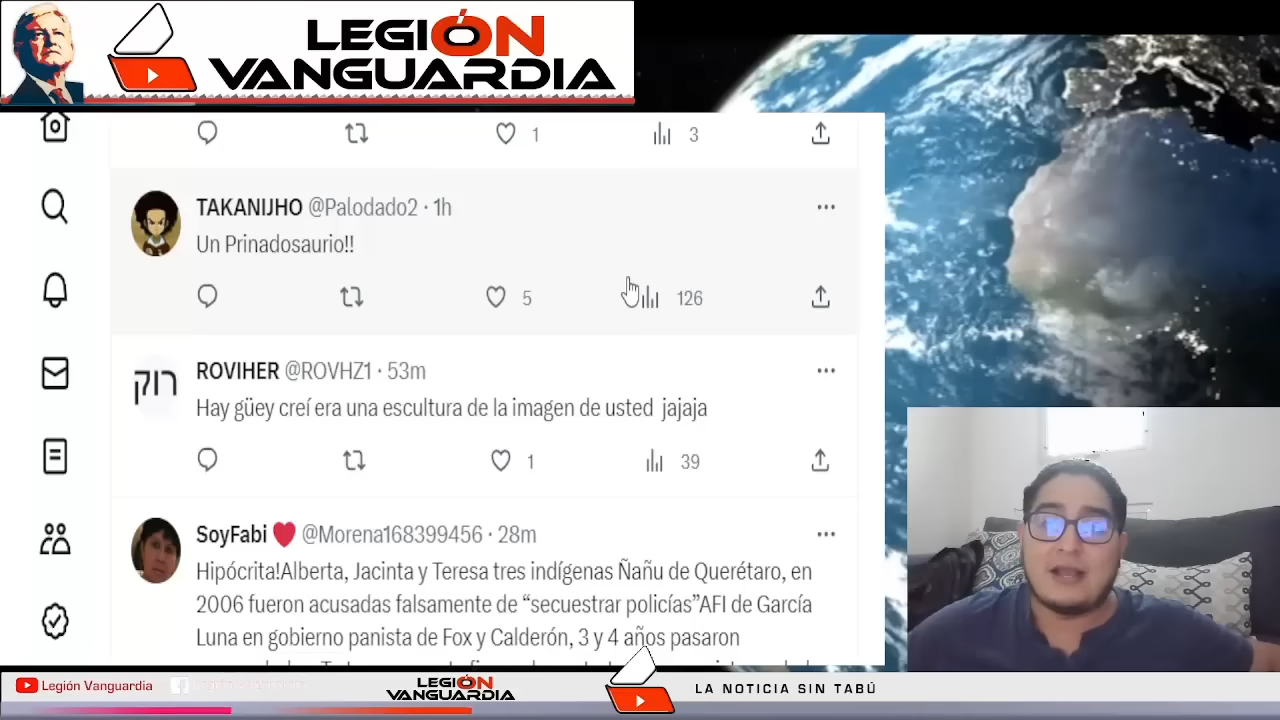 LEGIÓN
VANGUARDIA
1
3
TAKANIJHO @Palodado2 · 1h
Un Prinadosaurio!!
5
126
ROVIHER @ROVHZ1 · 53m
רוק
Hay güey creí era una escultura de la imagen de usted jajaja
1
39
SoyFabi @Morena168399456 · 28m
Hipócrita!Alberta, Jacinta y Teresa tres indígenas Ñañu de Querétaro, en
2006 fueron acusadas falsamente de “secuestrar policías”AFI de García
Luna en gobierno panista de Fox y Calderón, 3 y 4 años pasaron
Legión Vanguardia
LEGIÓN
VANGUARDIA
LA NOTICIA SIN TABÚ